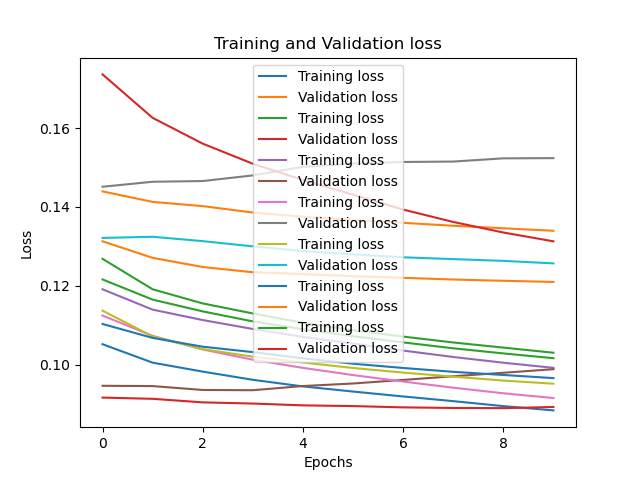 Training and Validation loss
Loss
0.16
0.14
0.12
0.10
Training loss
Validation loss
Training loss
Validation loss
Training loss
Validation loss
Training loss
Validation loss
Training loss
Validation loss
Training loss
Validation loss
Training loss
Validation loss
0 2 4 6 8
Epochs